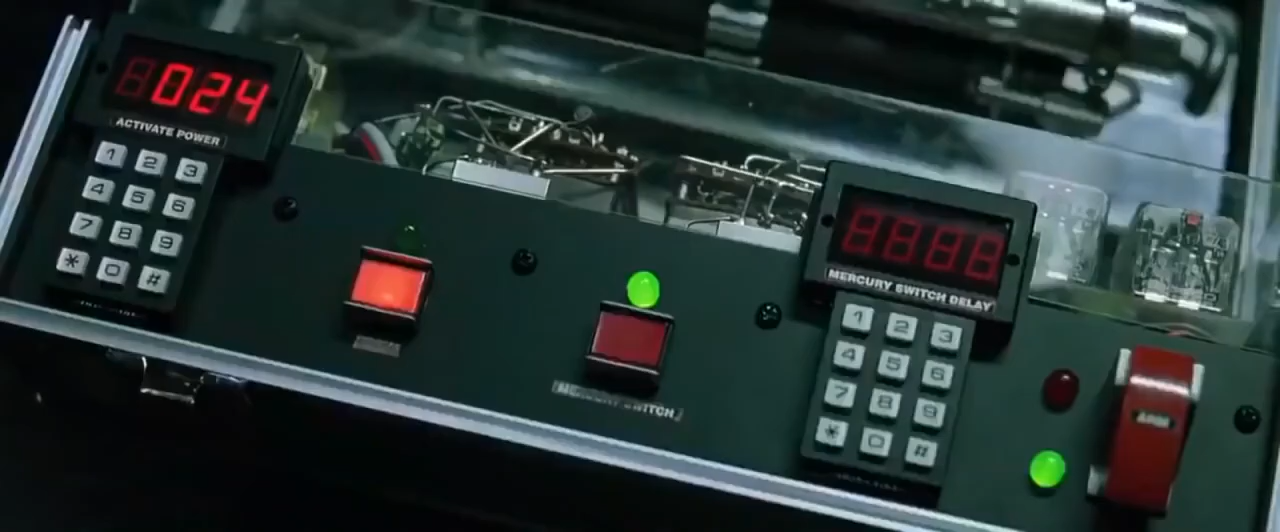 024
ACTIVATE POWER
1 2 3
4 5 6
7 8 9
* 0 #
MERCURY SWITCH
MERCURY SWITCH DELAY
1 2 3
4 5 6
7 8 9
* 0 #
ARM